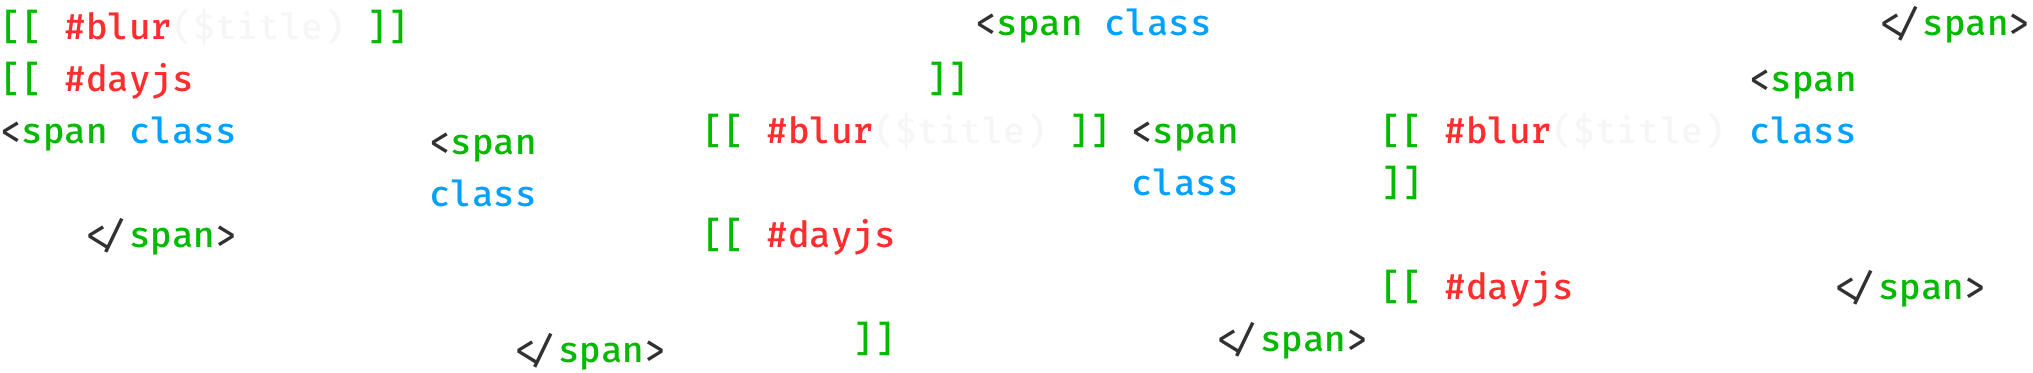 [[ #blur($title) ]]
[[ #dayjs
<span class
</span>
<span
class
</span>
<span class
]]
[[ #blur($title) ]]
[[ #dayjs
]]
<span
class
</span>
[[ #blur($title)
]]
[[ #dayjs
</span>
<span
class
</span>